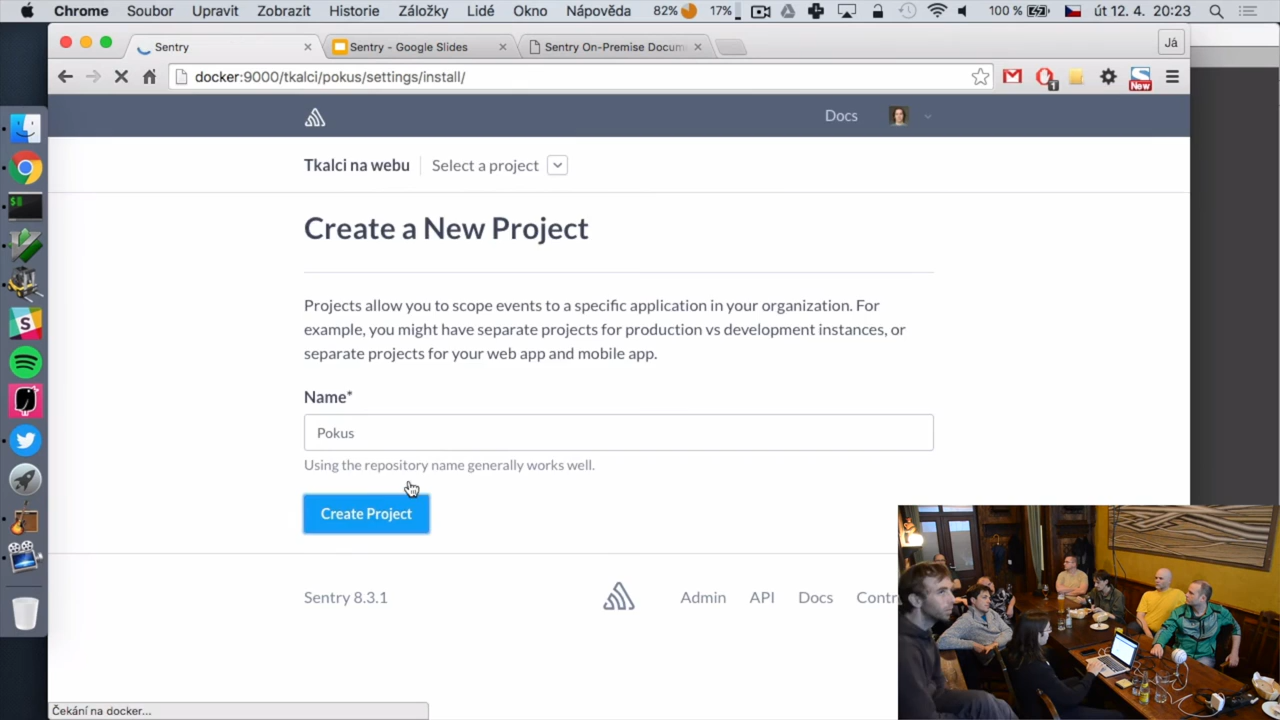 Chrome Soubor Upravit Zobrazit Historie Záložky Lidé Okno Nápověda 82% 17% 100 % út 12. 4. 20:23
Sentry
Sentry - Google Slides
Sentry On-Premise Docum
Já
docker:9000/tkalci/pokus/settings/install/
1
New
Docs
Tkalci na webu Select a project
Create a New Project
Projects allow you to scope events to a specific application in your organization. For
example, you might have separate projects for production vs development instances, or
separate projects for your web app and mobile app.
Name*
Pokus
Using the repository name generally works well.
Create Project
Sentry 8.3.1 Admin API Docs Contr
Čekání na docker...